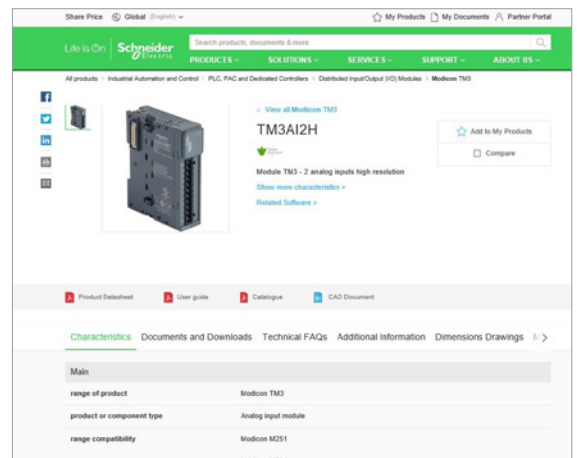 Share Price Global (English) My Products My Documents Partner Portal
Life Is On Schneider Electric
Search products, documents & more
PRODUCTS SOLUTIONS SERVICES SUPPORT ABOUT US
All products Industrial Automation and Control PLC, PAC and Dedicated Controllers Distributed Input/Output (I/O) Modules Modicon TM3
< View all Modicon TM3
TM3AI2H
Add to My Products
Compare
Module TM3 - 2 analog inputs high resolution
Show more characteristics »
Related Software »
Product Datasheet User guide Catalogue CAD Document
Characteristics Documents and Downloads Technical FAQs Additional Information Dimensions Drawings
Main
range of product Modicon TM3
product or component type Analog input module
range compatibility Modicon M251